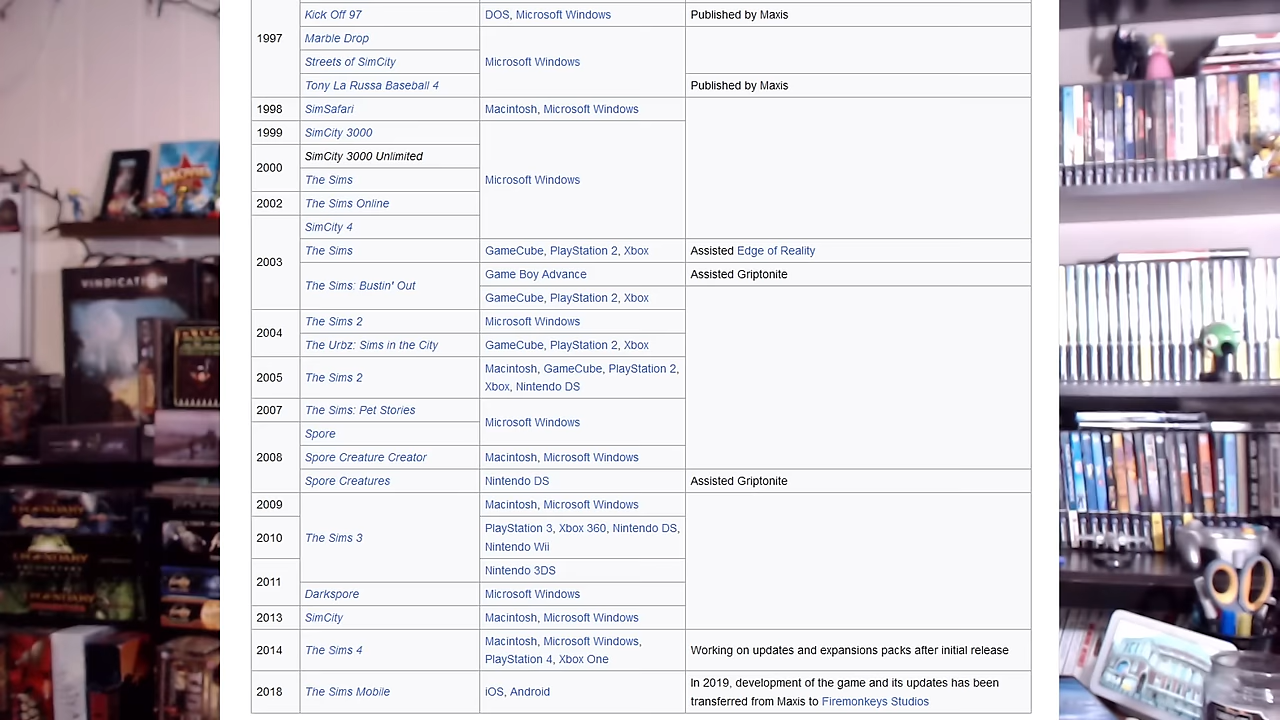 Kick Off 97 DOS, Microsoft Windows Published by Maxis
1997 Marble Drop
Streets of SimCity Microsoft Windows
Tony La Russa Baseball 4 Published by Maxis
1998 SimSafari Macintosh, Microsoft Windows
1999 SimCity 3000
2000 SimCity 3000 Unlimited
The Sims Microsoft Windows
2002 The Sims Online
2003 SimCity 4
The Sims GameCube, PlayStation 2, Xbox Assisted Edge of Reality
The Sims: Bustin' Out Game Boy Advance Assisted Griptonite
GameCube, PlayStation 2, Xbox
2004 The Sims 2 Microsoft Windows
The Urbz: Sims in the City GameCube, PlayStation 2, Xbox
2005 The Sims 2 Macintosh, GameCube, PlayStation 2,
Xbox, Nintendo DS
2007 The Sims: Pet Stories Microsoft Windows
2008 Spore
Spore Creature Creator Macintosh, Microsoft Windows
Spore Creatures Nintendo DS Assisted Griptonite
2009 Macintosh, Microsoft Windows
2010 The Sims 3 PlayStation 3, Xbox 360, Nintendo DS,
Nintendo Wii
2011 Nintendo 3DS
Darkspore Microsoft Windows
2013 SimCity Macintosh, Microsoft Windows
2014 The Sims 4 Macintosh, Microsoft Windows,
PlayStation 4, Xbox One Working on updates and expansions packs after initial release
2018 The Sims Mobile iOS, Android In 2019, development of the game and its updates has been
transferred from Maxis to Firemonkeys Studios
VINDICATION
LEGENDARY
LEGENDARY